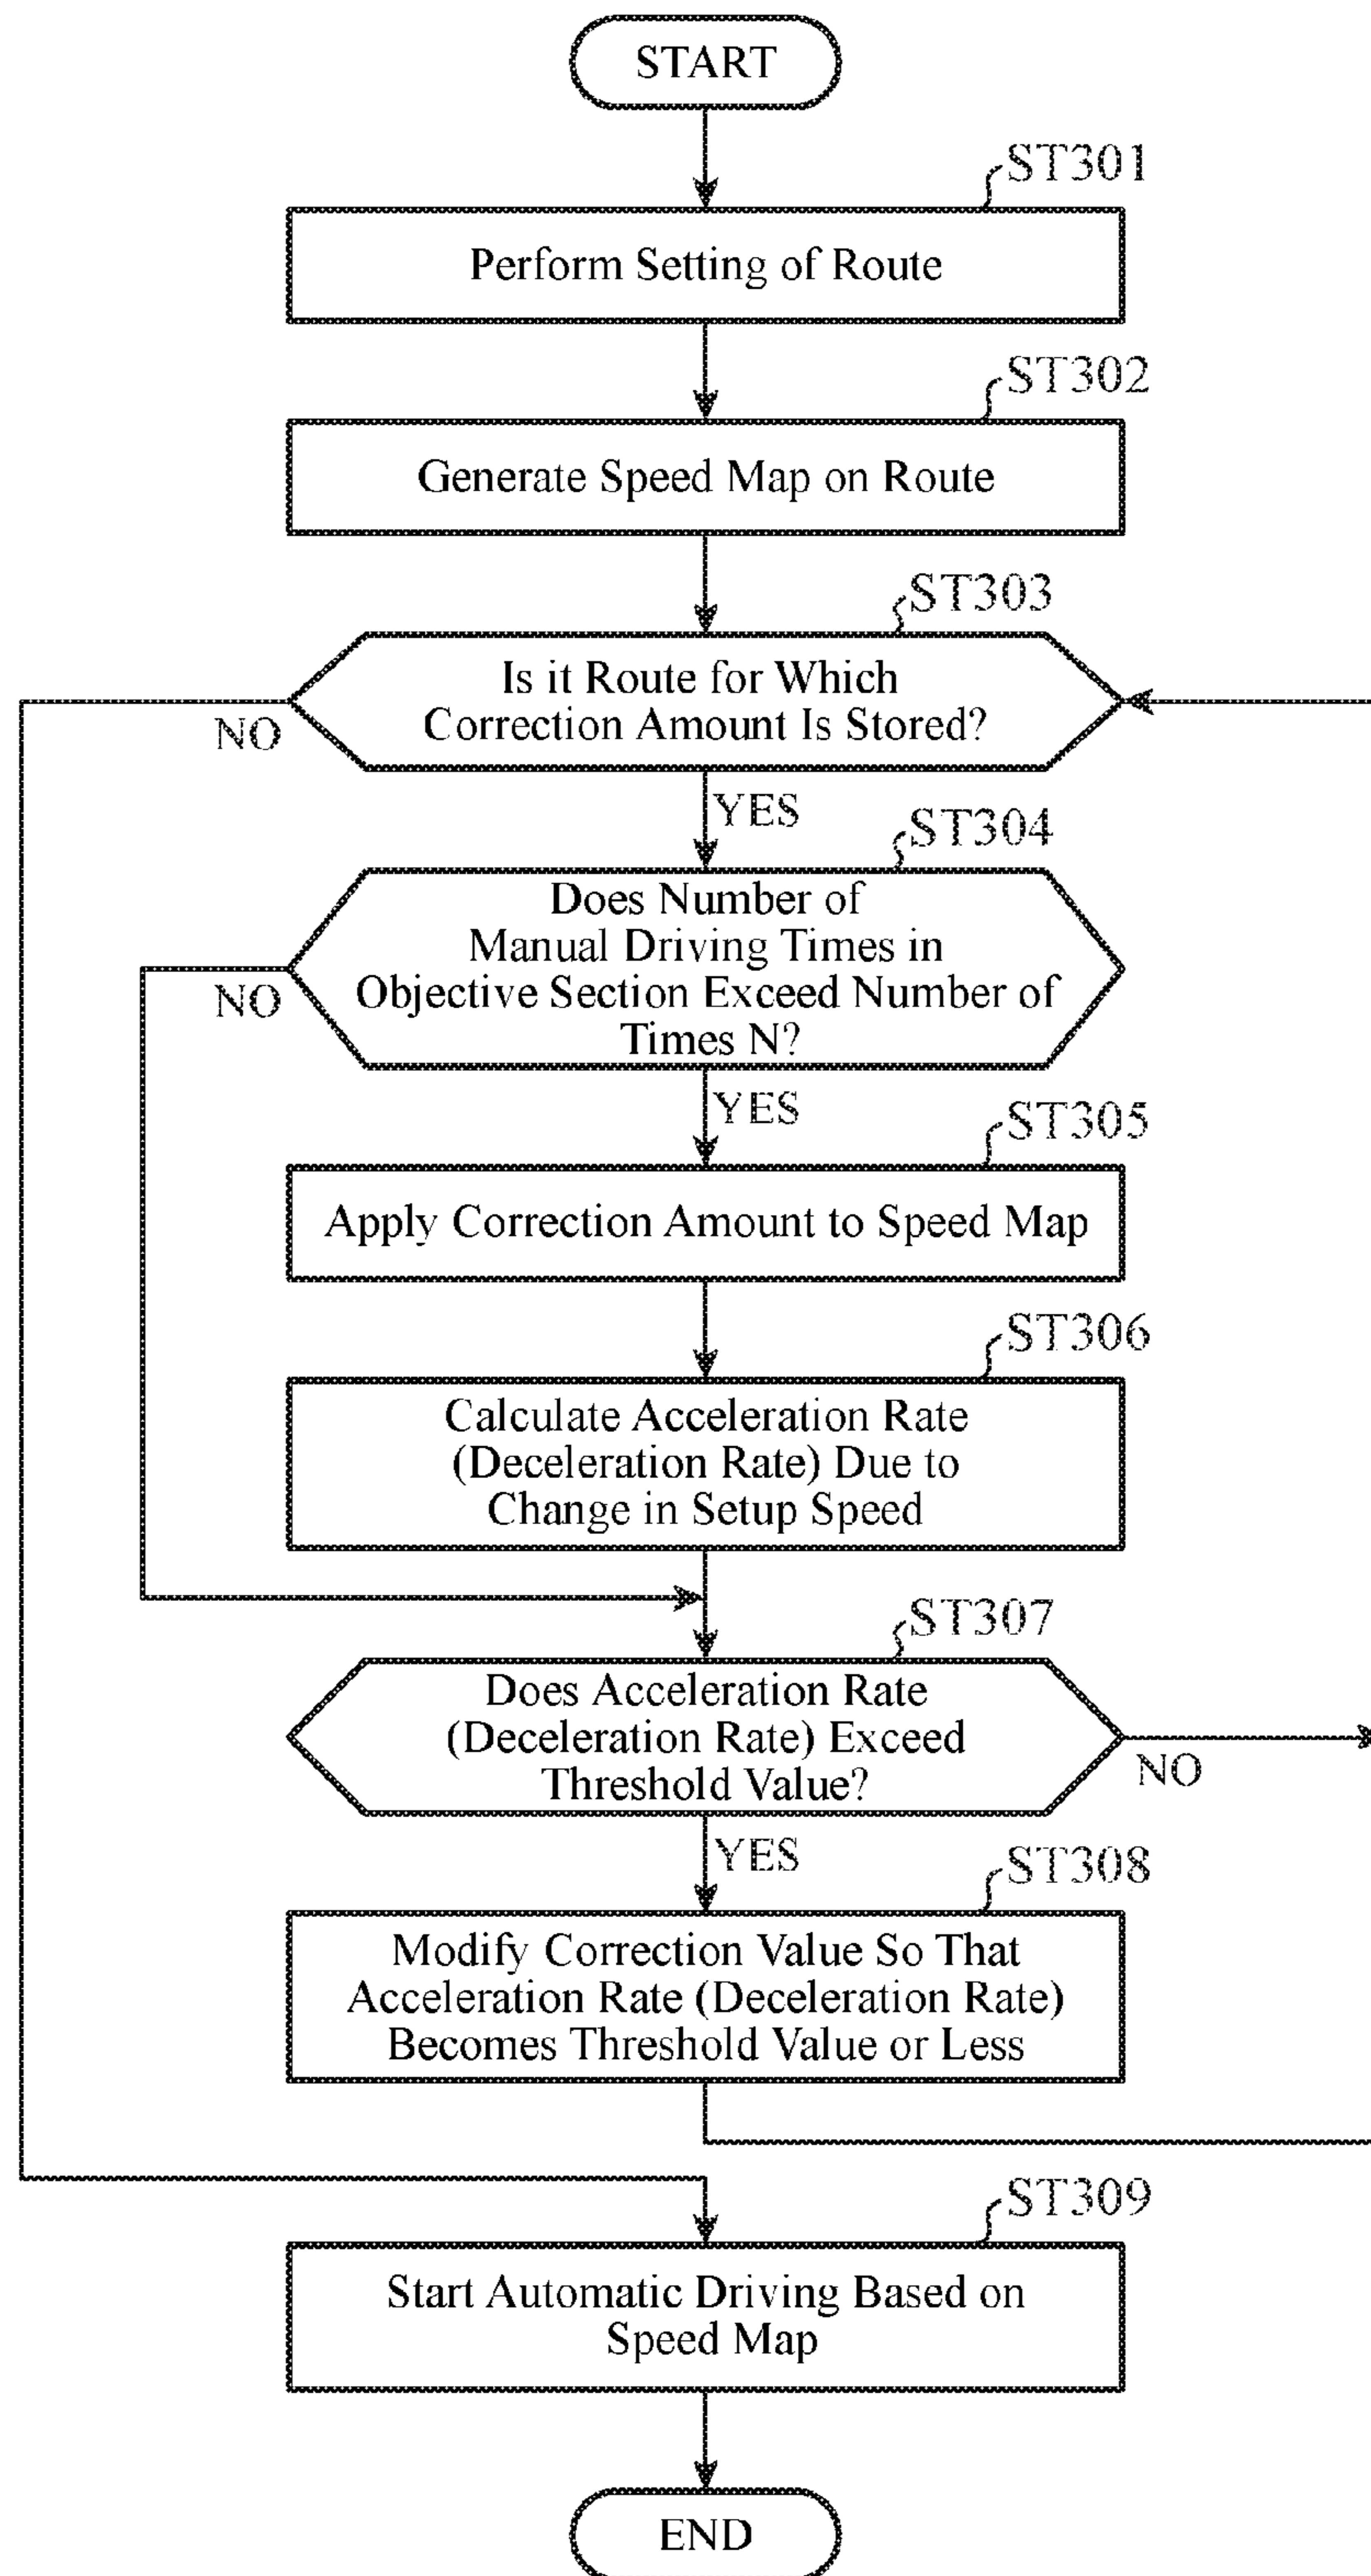 START
ST301
Perform Setting of Route
ST302
Generate Speed Map on Route
ST303
Is it Route for Which
Correction Amount Is Stored?
NO
YES
ST304
Does Number of
Manual Driving Times in
Objective Section Exceed Number of
Times N?
NO
YES
ST305
Apply Correction Amount to Speed Map
ST306
Calculate Acceleration Rate
(Deceleration Rate) Due to
Change in Setup Speed
ST307
Does Acceleration Rate
(Deceleration Rate) Exceed
Threshold Value?
NO
YES
ST308
Modify Correction Value So That
Acceleration Rate (Deceleration Rate)
Becomes Threshold Value or Less
ST309
Start Automatic Driving Based on
Speed Map
END